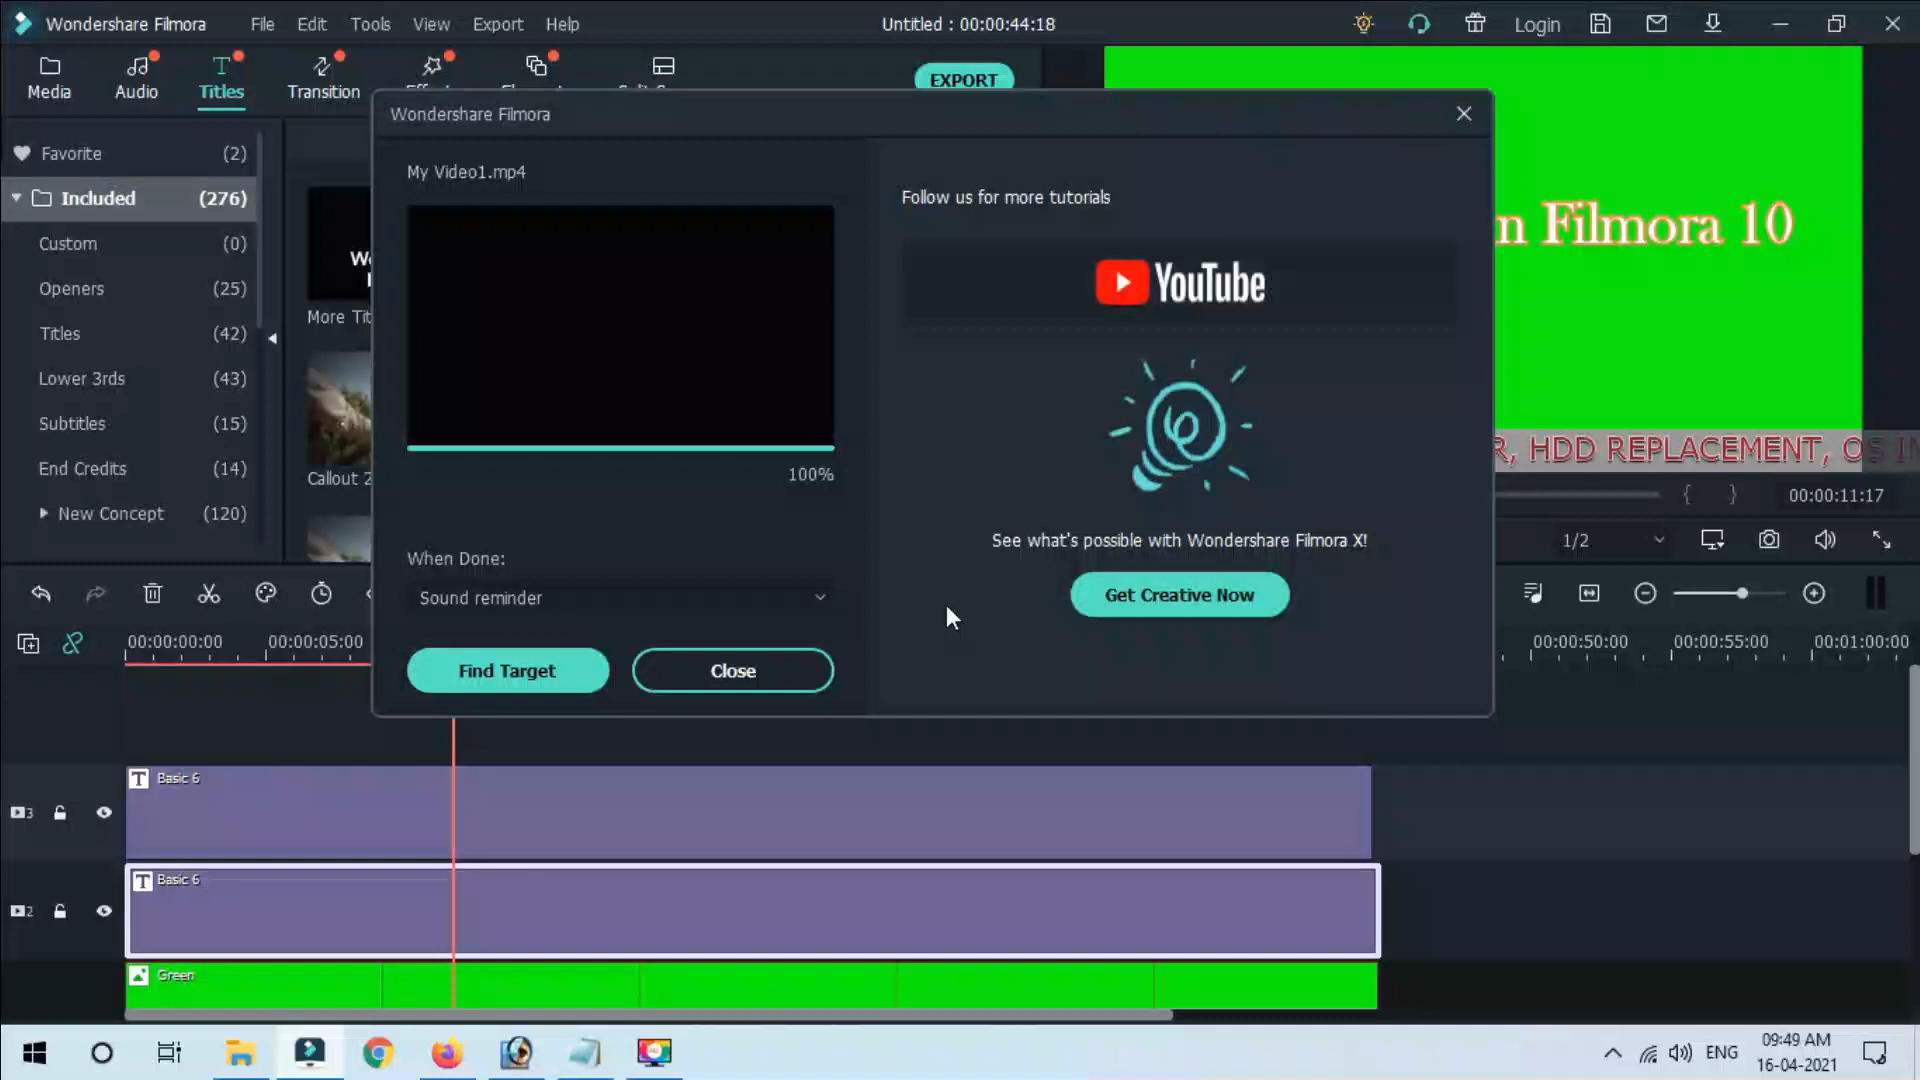 Wondershare Filmora
File
Edit
Tools
View
Export
Help
Untitled : 00:00:44:18
Login
Media
Audio
Titles
Transition
EXPORT
Favorite (2)
Included (276)
Custom (0)
Openers (25)
Titles (42)
Lower 3rds (43)
Subtitles (15)
End Credits (14)
New Concept (120)
More Tit
Callout 2
Wondershare Filmora
My Video1.mp4
100%
When Done:
Sound reminder
Find Target
Close
Follow us for more tutorials
YouTube
See what's possible with Wondershare Filmora X!
Get Creative Now
n Filmora 10
R, HDD REPLACEMENT, OS IN
00:00:11:17
1/2
00:00:00:00
00:00:05:00
00:00:50:00
00:00:55:00
00:01:00:00
3
Basic 6
2
Basic 6
Green
ENG
09:49 AM
16-04-2021